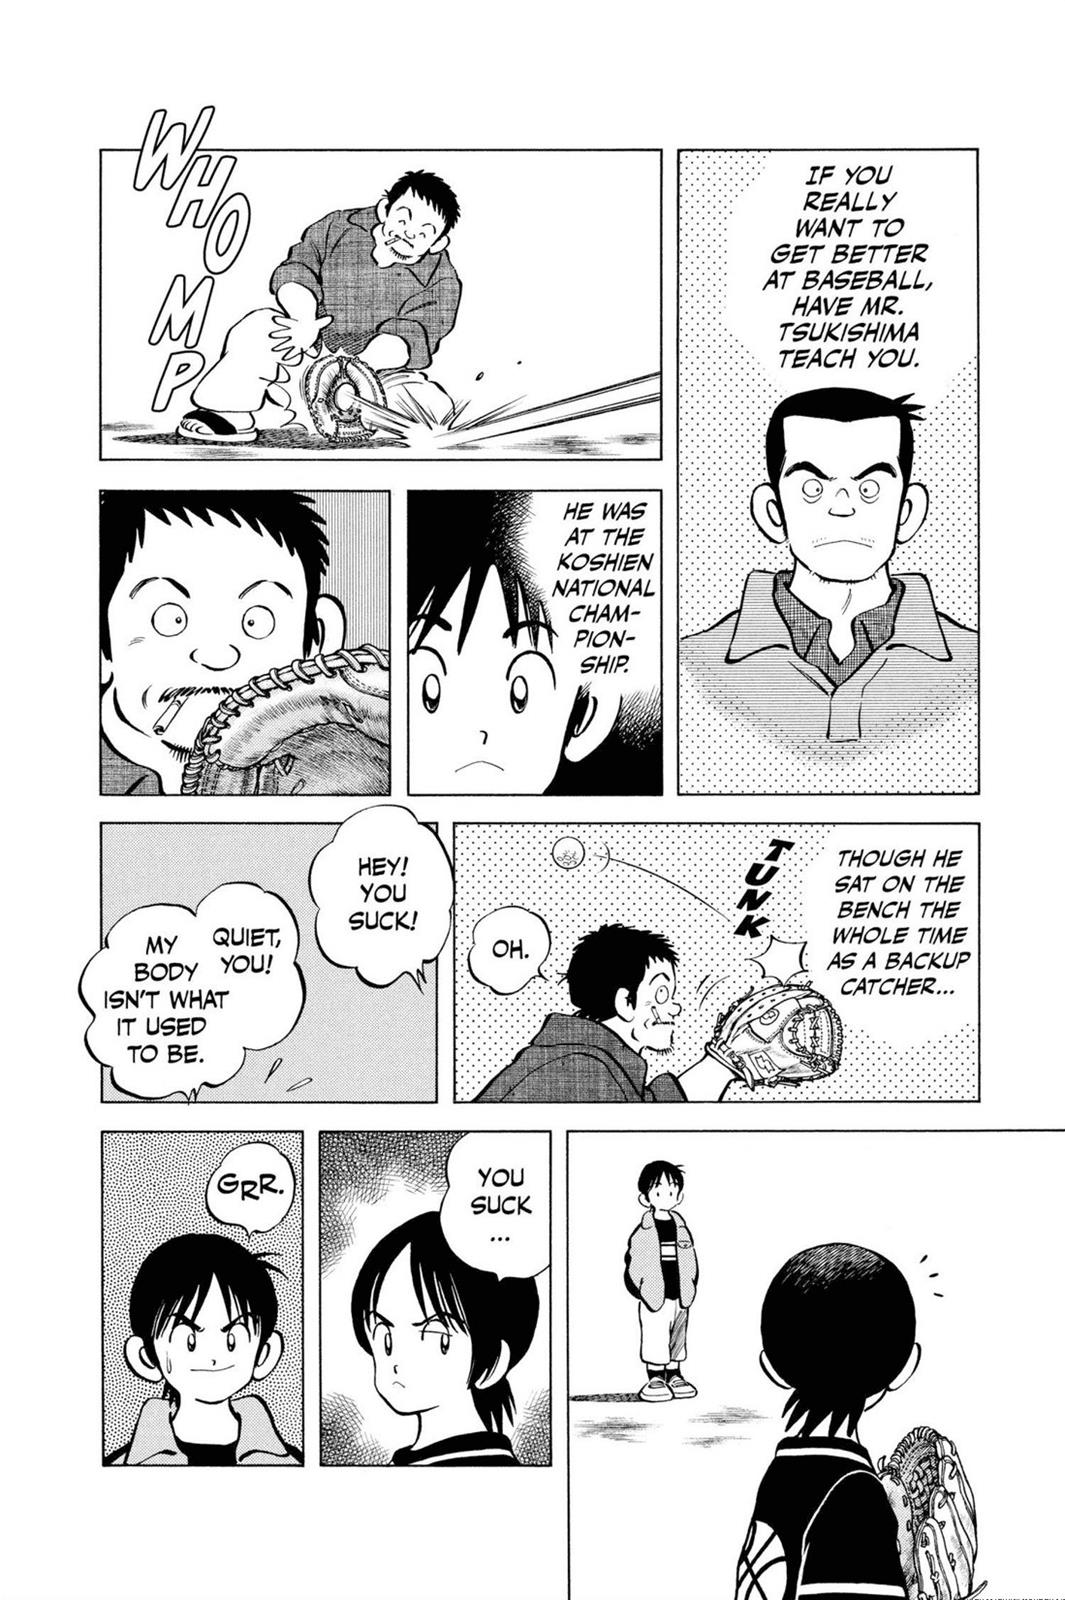 WHOMP
IF YOU
REALLY
WANT TO
GET BETTER
AT BASEBALL,
HAVE MR.
TSUKISHIMA
TEACH YOU.
HE WAS
AT THE
KOSHIEN
NATIONAL
CHAM-
PION-
SHIP.
THOUGH HE
SAT ON THE
BENCH THE
WHOLE TIME
AS A BACKUP
CATCHER...
TUNK
OH.
HEY!
YOU
SUCK!
QUIET,
YOU!
MY
BODY
ISN'T WHAT
IT USED
TO BE.
GRR.
YOU
SUCK
...